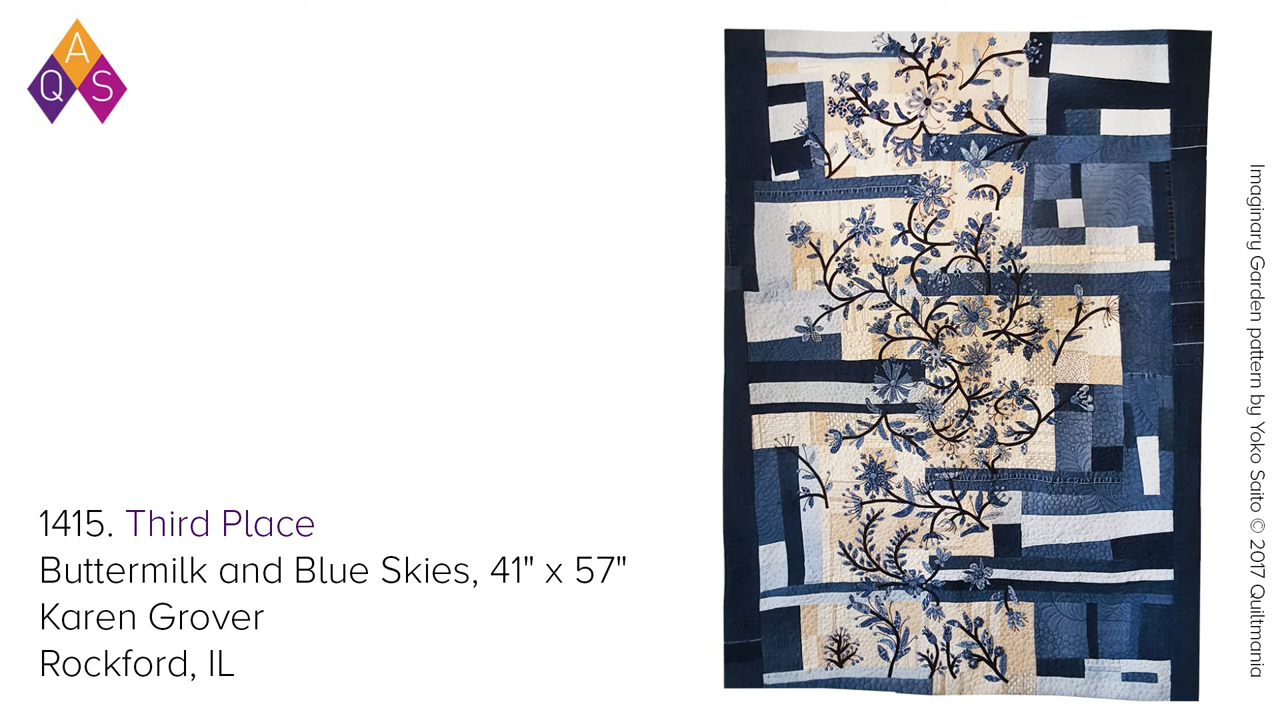 AQS
1415. Third Place
Buttermilk and Blue Skies, 41" x 57"
Karen Grover
Rockford, IL
Imaginary Garden pattern by Yoko Saito © 2017 Quiltmania